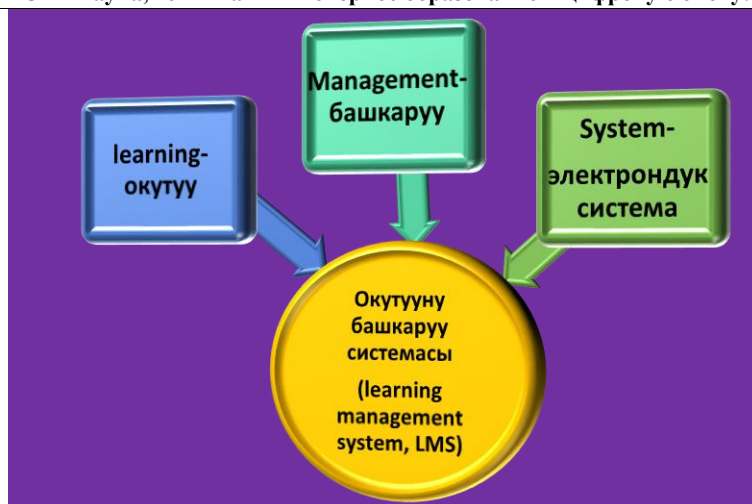 learning-
окутуу
Management-
башкаруу
System-
электрондук
система
Окутууну
башкаруу
системасы
(learning
management
system, LMS)